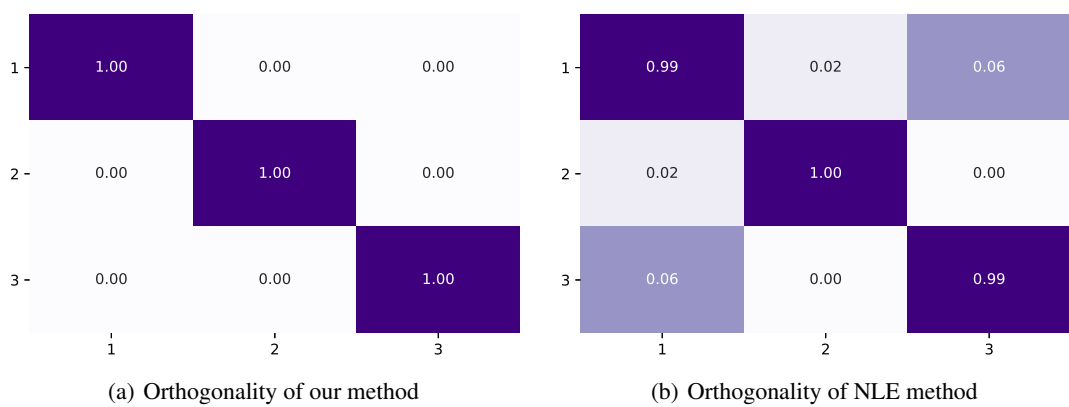 1 1.00 0.00 0.00
2 0.00 1.00 0.00
3 0.00 0.00 1.00
1 2 3
(a) Orthogonality of our method
1 0.99 0.02 0.06
2 0.02 1.00 0.00
3 0.06 0.00 0.99
1 2 3
(b) Orthogonality of NLE method